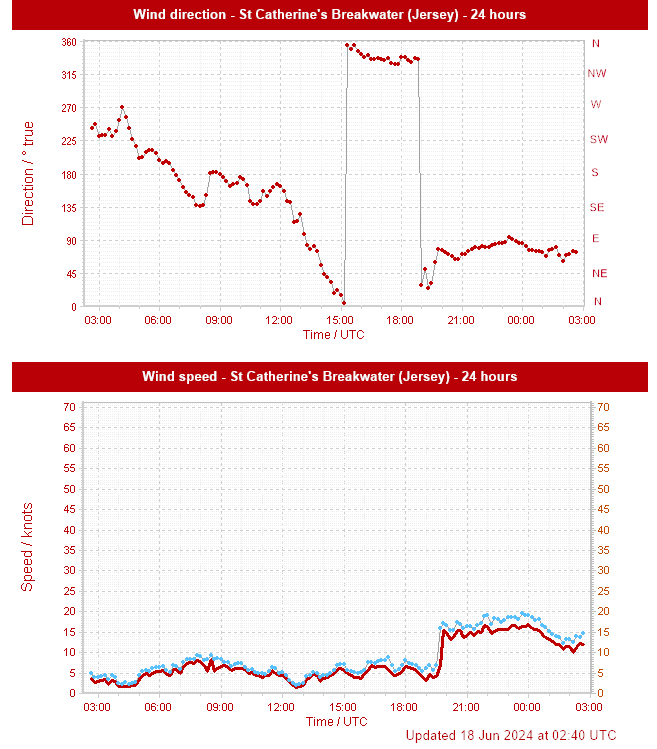 Wind direction - St Catherine's Breakwater (Jersey) - 24 hours
360 N
315 NW
270 W
225 SW
180 S
135 SE
90 E
45 NE
0 N
Direction / ° true
03:00 06:00 09:00 12:00 15:00 18:00 21:00 00:00 03:00
Time / UTC
Wind speed - St Catherine's Breakwater (Jersey) - 24 hours
70 70
65 65
60 60
55 55
50 50
45 45
40 40
35 35
30 30
25 25
20 20
15 15
10 10
5 5
0 0
Speed / knots
03:00 06:00 09:00 12:00 15:00 18:00 21:00 00:00 03:00
Time / UTC
Updated 18 Jun 2024 at 02:40 UTC